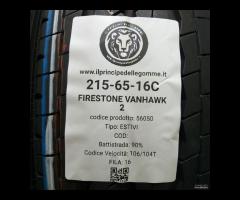 www.ilprincipedellegomme.it
215-65-16C
FIRESTONE VANHAWK
2
codice prodotto: 56050
Tipo: ESTIVI
COD:
Battistrada: 90%
Codice Velocità: 106/104T
FILA: 16